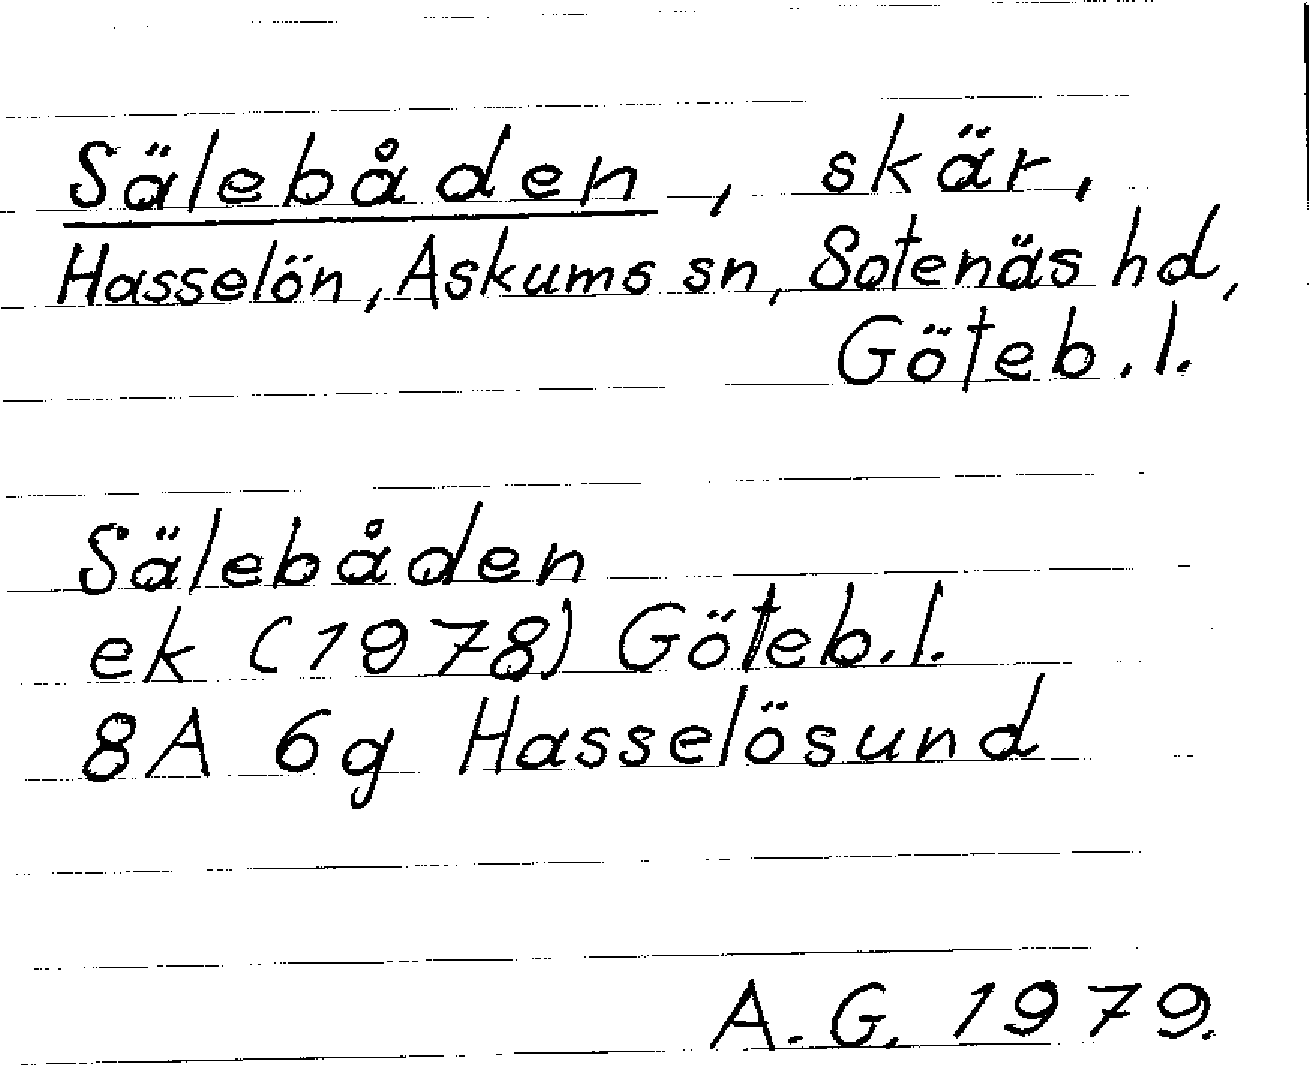 Sälebåden, skär,
Hasselön, Askums sn, Sotenäs hd,
Göteb. l.
Sälebåden
ek (1978) Göteb. l.
8A 6g Hasselösund
A. G. 1979.